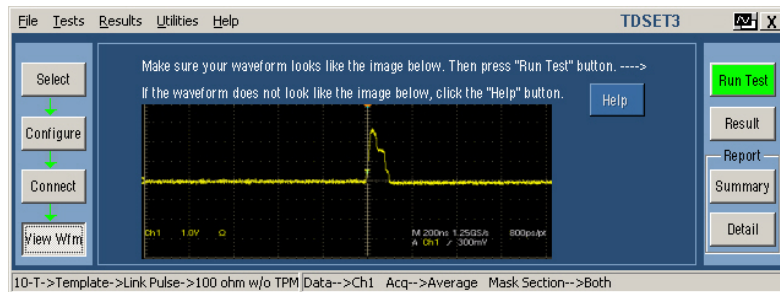 File Tests Results Utilities Help TDSET3 X
Make sure your waveform looks like the image below. Then press "Run Test" button. ---->
If the waveform does not look like the image below, click the "Help" button.
Help
Select
Configure
Connect
View Wfm
Ch1 1.0V Ω
M 200ns 1.25GS/s 800ps/pt
A Ch1 / 300mV
Run Test
Result
Report
Summary
Detail
10-T->Template->Link Pulse->100 ohm w/o TPM Data-->Ch1 Acq-->Average Mask Section-->Both